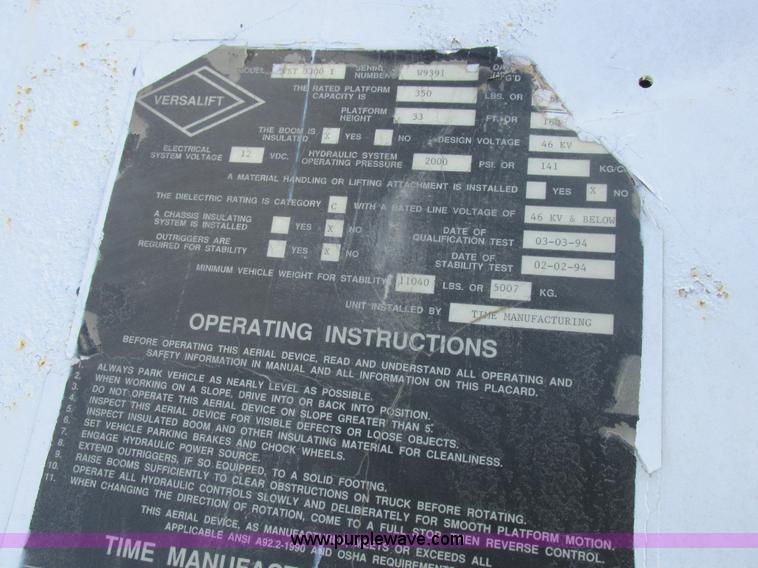 MODEL VST 3300 I SERIAL NUMBER W9391
VERSALIFT
THE RATED PLATFORM CAPACITY IS 350 LBS. OR
PLATFORM HEIGHT 33 FT. OR
THE BOOM IS INSULATED X YES NO DESIGN VOLTAGE 46 KV
ELECTRICAL SYSTEM VOLTAGE 12 VDC. HYDRAULIC SYSTEM OPERATING PRESSURE 2000 PSI. OR 141
A MATERIAL HANDLING OR LIFTING ATTACHMENT IS INSTALLED YES X NO
THE DIELECTRIC RATING IS CATEGORY C WITH A RATED LINE VOLTAGE OF 46 KV & BELOW
A CHASSIS INSULATING SYSTEM IS INSTALLED YES X NO DATE OF QUALIFICATION TEST 03-03-94
OUTRIGGERS ARE REQUIRED FOR STABILITY YES X NO DATE OF STABILITY TEST 02-02-94
MINIMUM VEHICLE WEIGHT FOR STABILITY 11040 LBS. OR 5007 KG.
UNIT INSTALLED BY TIME MANUFACTURING
OPERATING INSTRUCTIONS
BEFORE OPERATING THIS AERIAL DEVICE, READ AND UNDERSTAND ALL OPERATING AND
SAFETY INFORMATION IN MANUAL AND ALL INFORMATION ON THIS PLACARD.
1. ALWAYS PARK VEHICLE AS NEARLY LEVEL AS POSSIBLE.
2. WHEN WORKING ON A SLOPE, DRIVE INTO OR BACK INTO POSITION.
3. DO NOT OPERATE THIS AERIAL DEVICE ON SLOPE GREATER THAN 5°.
4. INSPECT THIS AERIAL DEVICE FOR VISIBLE DEFECTS OR LOOSE OBJECTS.
5. INSPECT INSULATED BOOM AND OTHER INSULATING MATERIAL FOR CLEANLINESS.
6. SET VEHICLE PARKING BRAKES AND CHOCK WHEELS.
7. ENGAGE HYDRAULIC POWER SOURCE.
8. EXTEND OUTRIGGERS, IF SO EQUIPPED, TO A SOLID FOOTING.
9. RAISE BOOMS SUFFICIENTLY TO CLEAR OBSTRUCTIONS ON TRUCK BEFORE ROTATING.
10. OPERATE ALL HYDRAULIC CONTROLS SLOWLY AND DELIBERATELY FOR SMOOTH PLATFORM MOTION.
11. WHEN CHANGING THE DIRECTION OF ROTATION, COME TO A FULL STOP WHEN REVERSE CONTROL.
THIS AERIAL DEVICE, AS MANUFACTURED MEETS OR EXCEEDS ALL
APPLICABLE ANSI A92.2-1990 AND OSHA REQUIREMENTS
TIME MANUFACT
www.purplewave.com